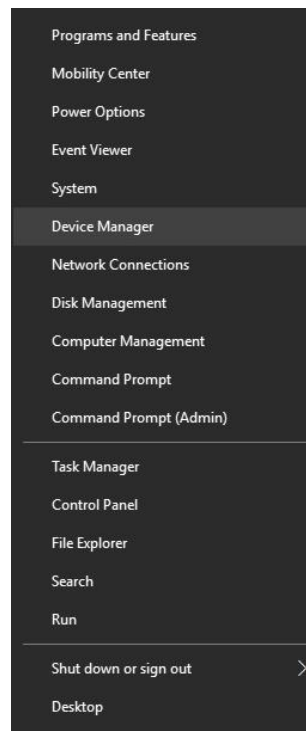 Programs and Features
Mobility Center
Power Options
Event Viewer
System
Device Manager
Network Connections
Disk Management
Computer Management
Command Prompt
Command Prompt (Admin)
Task Manager
Control Panel
File Explorer
Search
Run
Shut down or sign out
Desktop